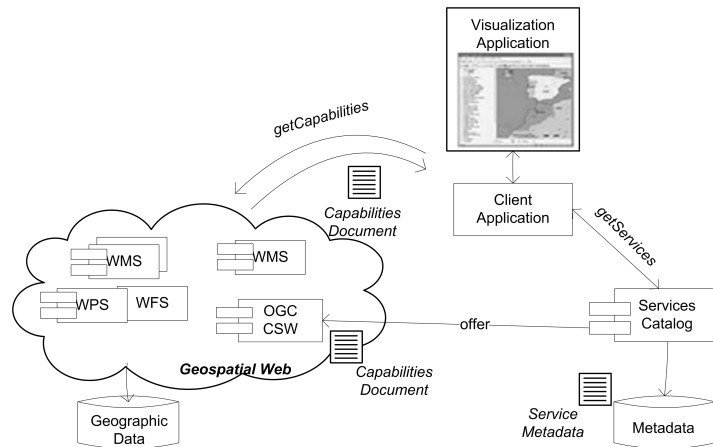 Visualization
Application
getCapabilities
Capabilities
Document
Client
Application
getServices
WMS
WMS
WPS
WFS
OGC
CSW
offer
Services
Catalog
Geospatial Web
Capabilities
Document
Geographic
Data
Service
Metadata
Metadata